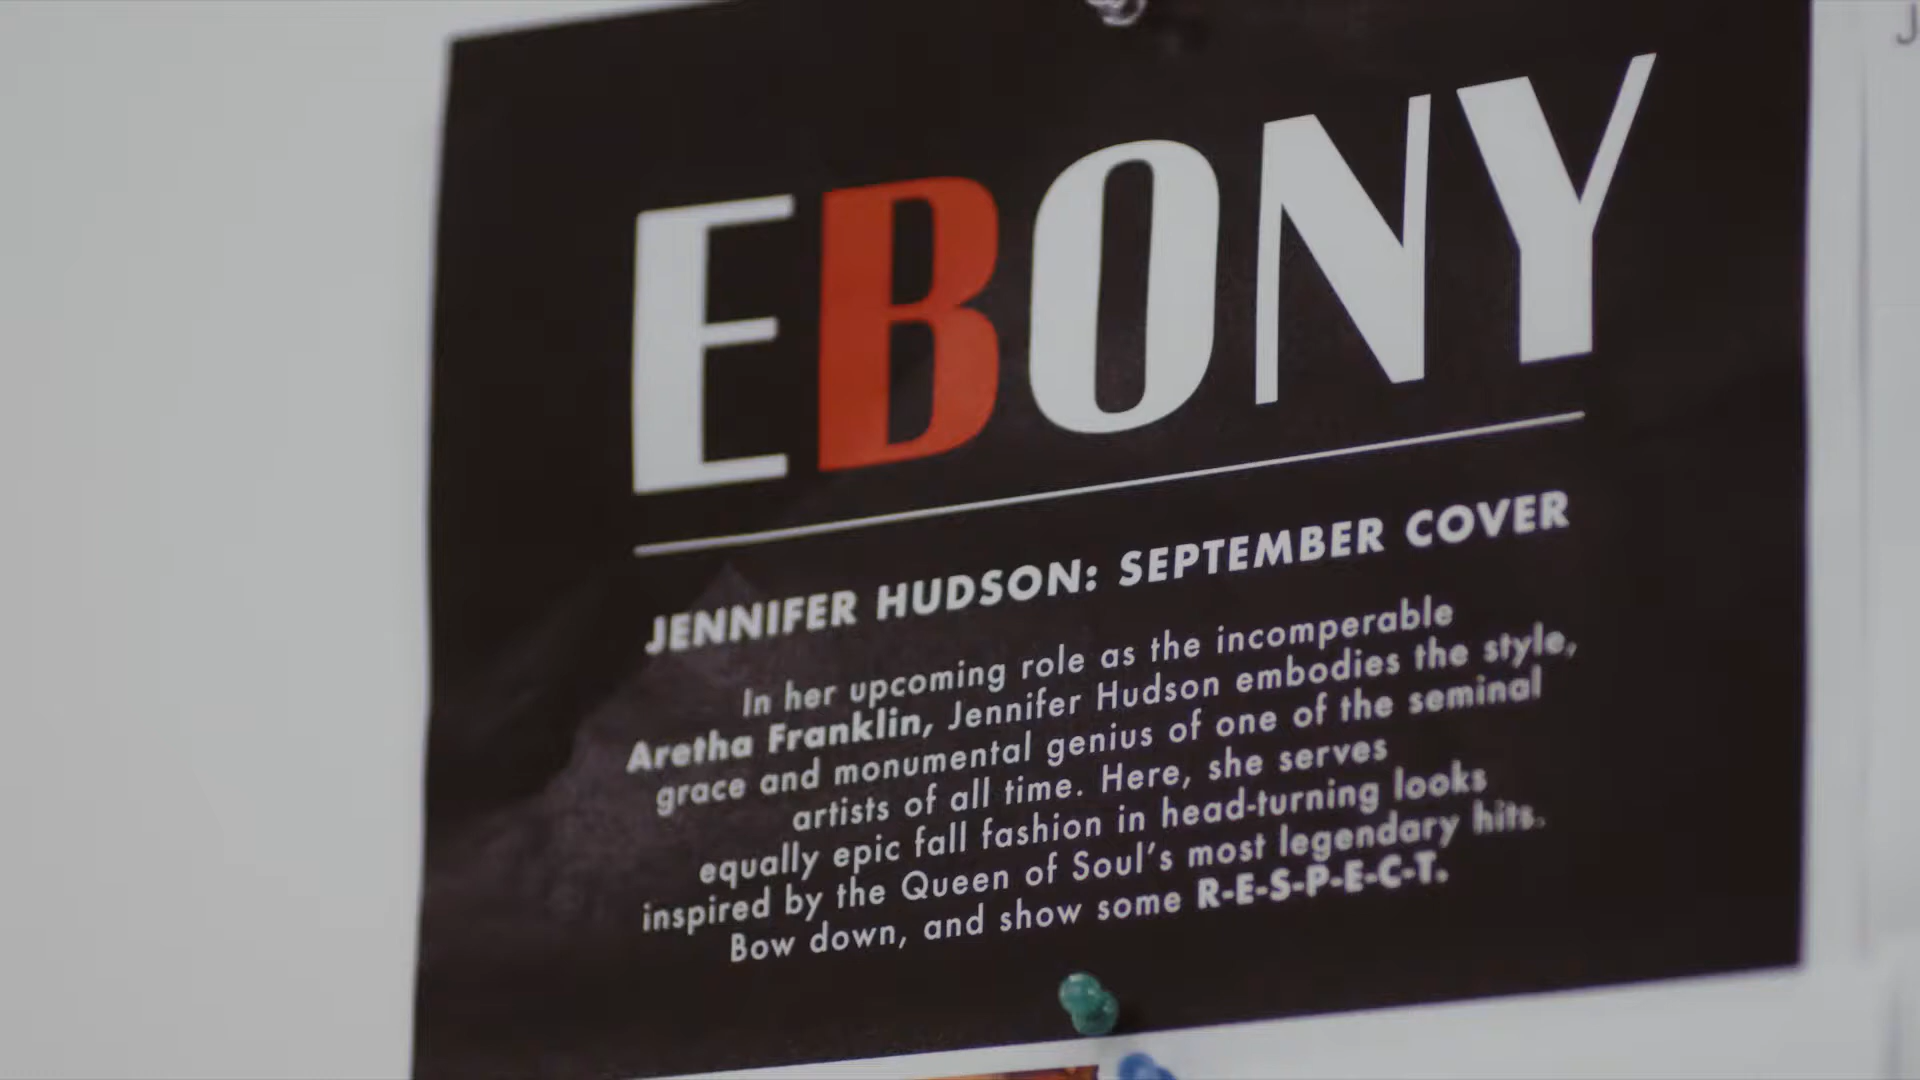 EBONY
JENNIFER HUDSON: SEPTEMBER COVER
In her upcoming role as the incomperable
Aretha Franklin, Jennifer Hudson embodies the style,
grace and monumental genius of one of the seminal
artists of all time. Here, she serves
equally epic fall fashion in head-turning looks
inspired by the Queen of Soul's most legendary hits.
Bow down, and show some R-E-S-P-E-C-T.